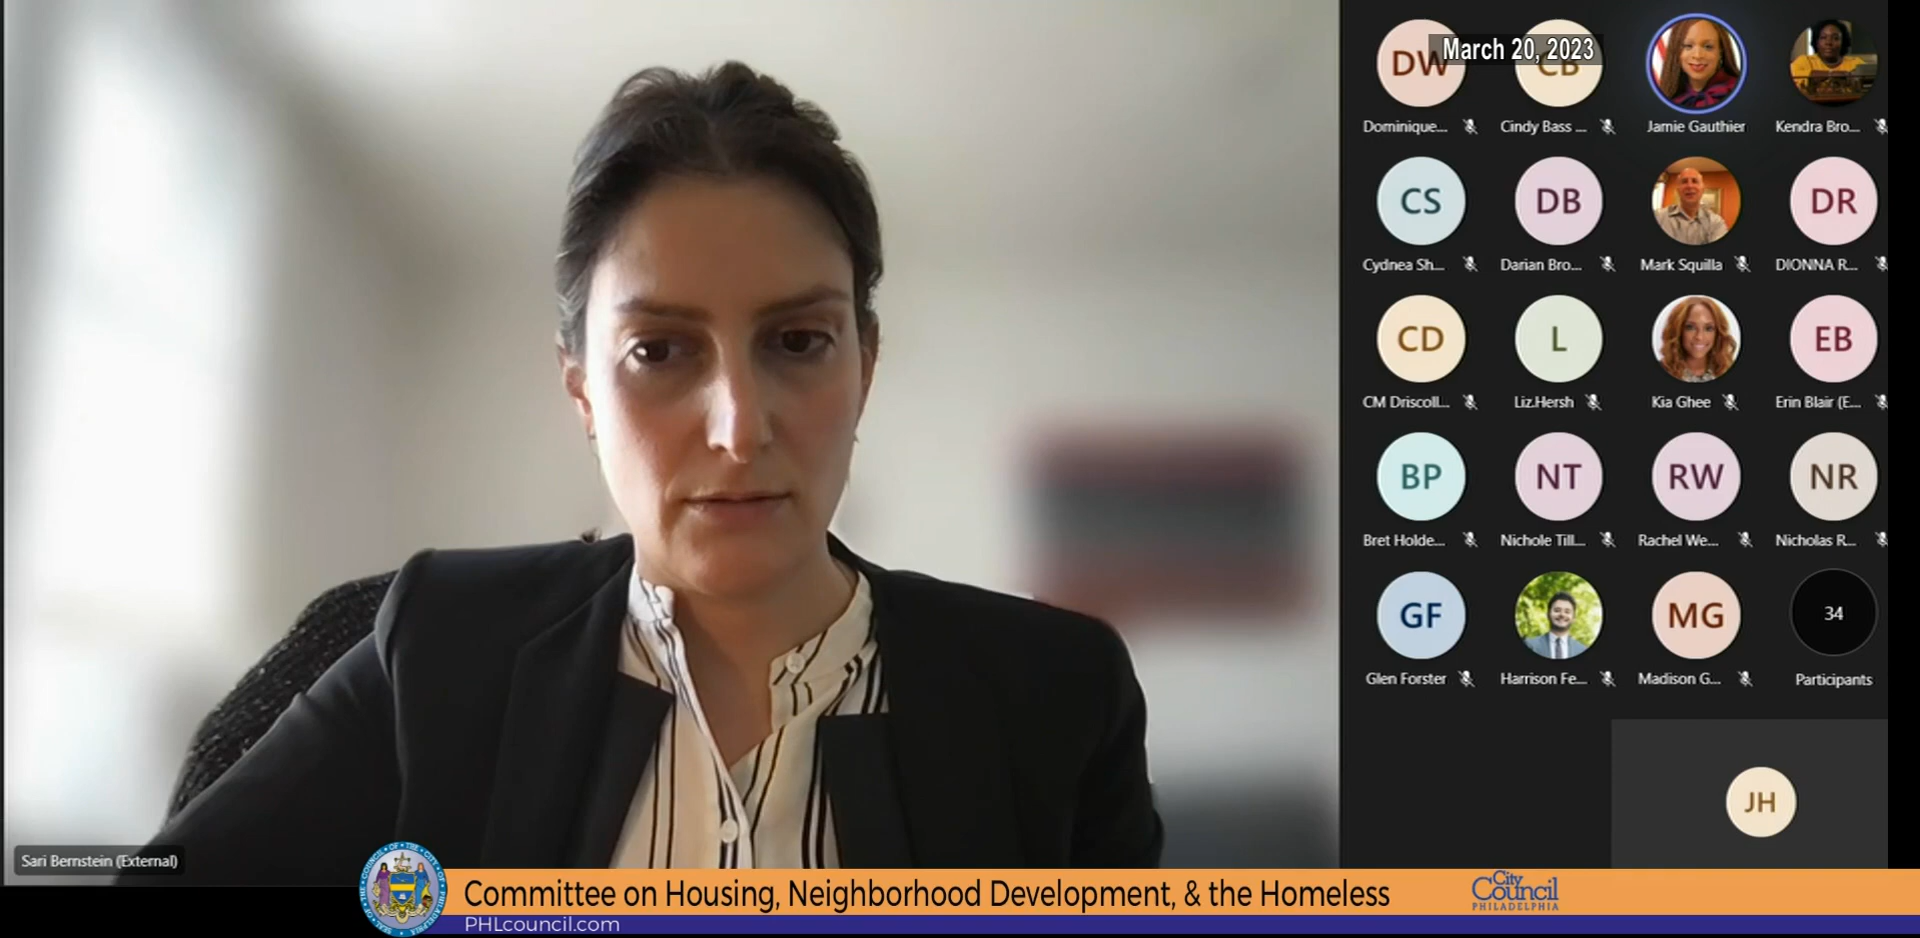 March 20, 2023
DW
CB
Dominique...
Cindy Bass ...
Jamie Gauthier
Kendra Bro...
CS
DB
DR
Cydnea Sh...
Darian Bro...
Mark Squilla
DIONNA R...
CD
L
EB
CM Driscoll...
Liz.Hersh
Kia Ghee
Erin Blair (E...
BP
NT
RW
NR
Bret Holde...
Nichole Till...
Rachel We...
Nicholas R...
GF
MG
34
Glen Forster
Harrison Fe...
Madison G...
Participants
JH
Sari Bernstein (External)
Committee on Housing, Neighborhood Development, & the Homeless
City
Council
PHILADELPHIA
PHLcouncil.com